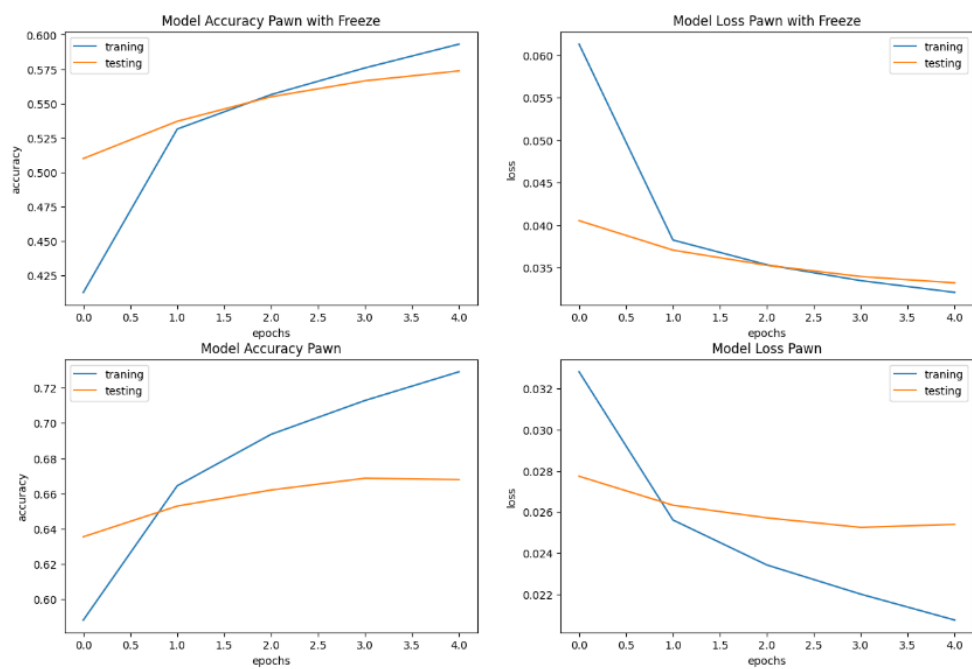 Model Accuracy Pawn with Freeze
0.600
0.575
0.550
0.525
0.500
0.475
0.450
0.425
accuracy
traning
testing
0.0 0.5 1.0 1.5 2.0 2.5 3.0 3.5 4.0
epochs
Model Loss Pawn with Freeze
0.060
0.055
0.050
0.045
0.040
0.035
loss
traning
testing
0.0 0.5 1.0 1.5 2.0 2.5 3.0 3.5 4.0
epochs
Model Accuracy Pawn
0.72
0.70
0.68
0.66
0.64
0.62
0.60
accuracy
traning
testing
0.0 0.5 1.0 1.5 2.0 2.5 3.0 3.5 4.0
epochs
Model Loss Pawn
0.032
0.030
0.028
0.026
0.024
0.022
loss
traning
testing
0.0 0.5 1.0 1.5 2.0 2.5 3.0 3.5 4.0
epochs